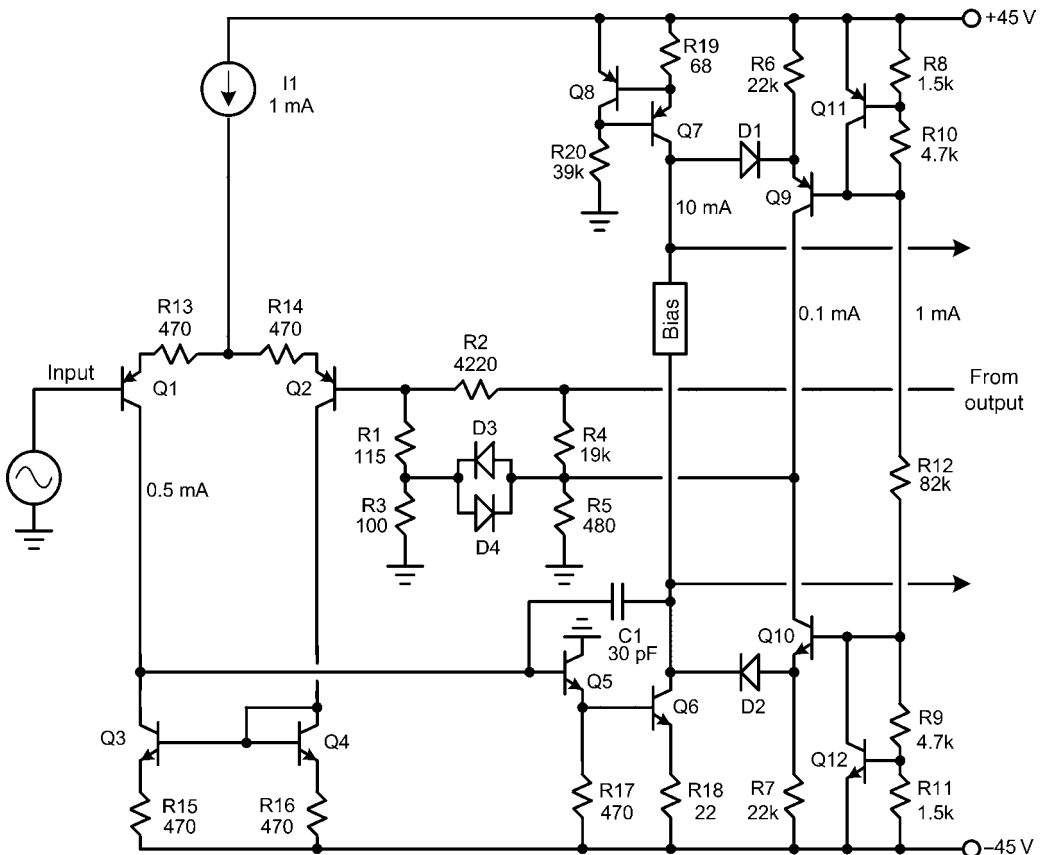 +45 V
R19
68
R6
22k
R8
1.5k
I1
1 mA
Q8
Q7
Q11
D1
R10
4.7k
R20
39k
Q9
10 mA
R13
470
R14
470
Bias
0.1 mA
1 mA
R2
4220
Input
Q1
Q2
From
output
R1
115
D3
R4
19k
R12
82k
0.5 mA
R3
100
D4
R5
480
C1
30 pF
Q10
Q5
Q6
D2
Q3
Q4
R9
4.7k
Q12
R15
470
R16
470
R17
470
R18
22
R7
22k
R11
1.5k
–45 V